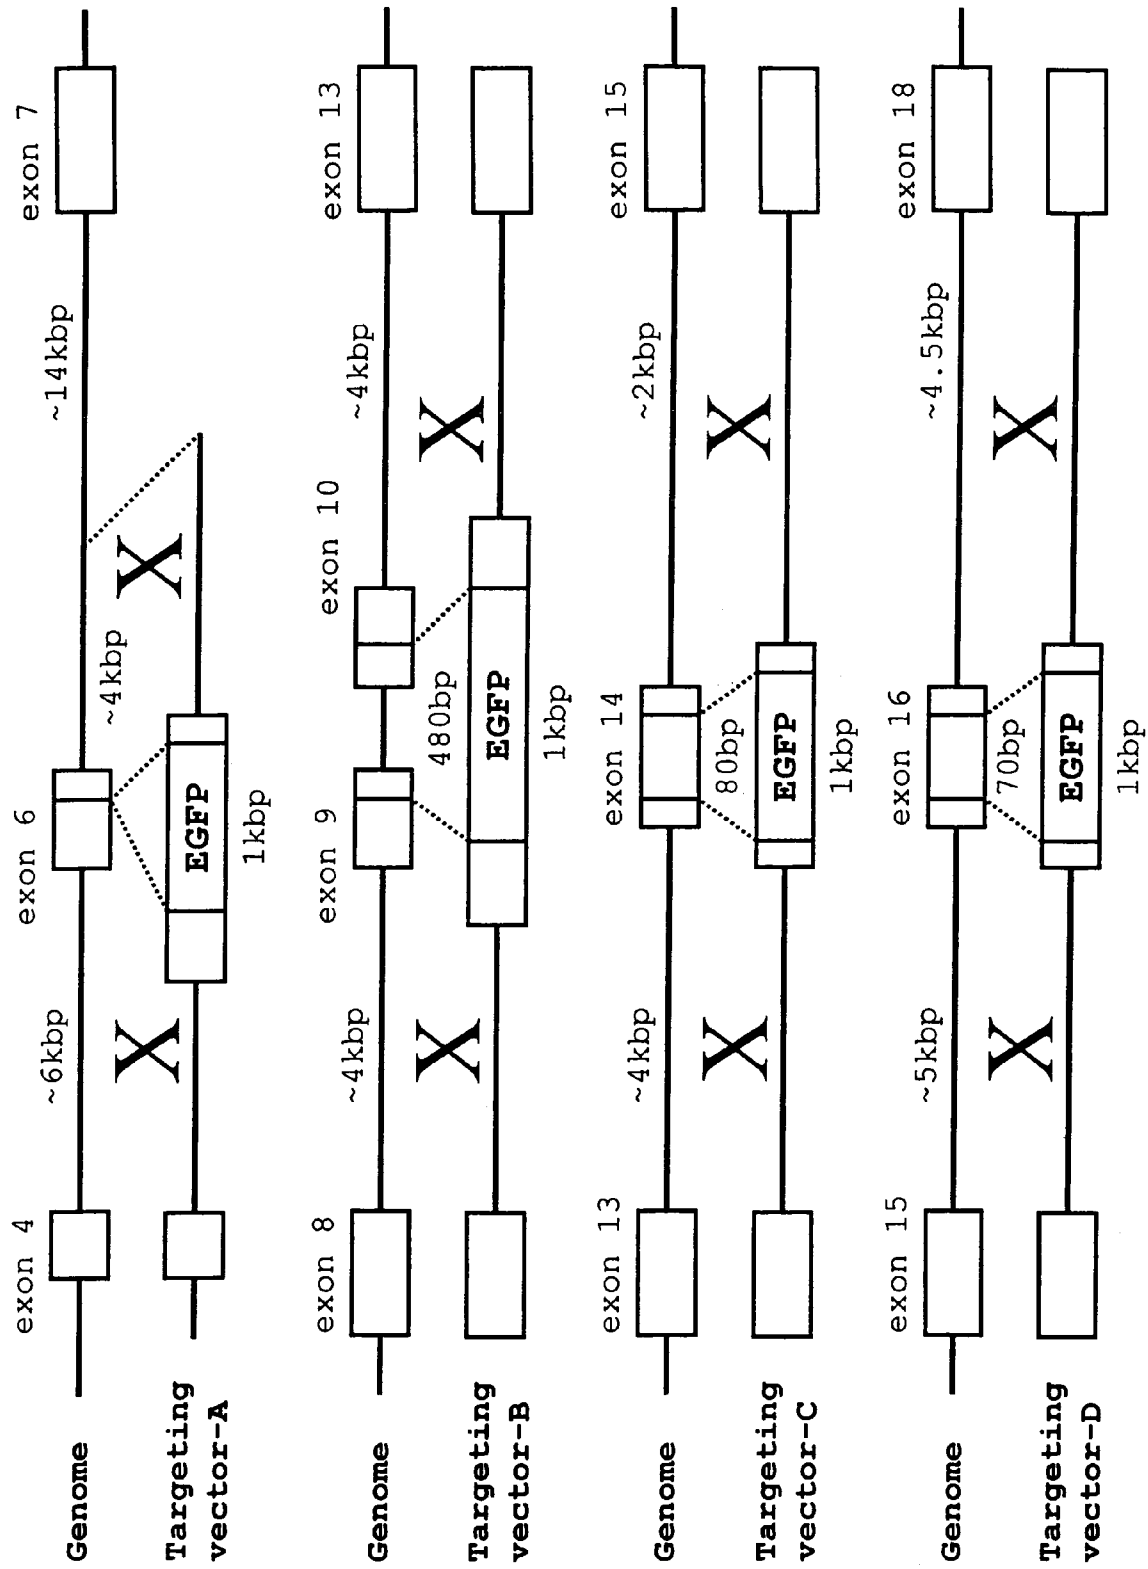 exon 4
exon 6
exon 7
~6kbp
~4kbp
~14kbp
Genome
EGFP
Targeting
vector-A
1kbp
exon 8
exon 9
exon 10
exon 13
~4kbp
~4kbp
Genome
480bp
EGFP
Targeting
vector-B
1kbp
exon 13
exon 14
exon 15
~4kbp
~2kbp
Genome
80bp
EGFP
Targeting
vector-C
1kbp
exon 15
exon 16
exon 18
~5kbp
~4.5kbp
Genome
70bp
EGFP
Targeting
vector-D
1kbp